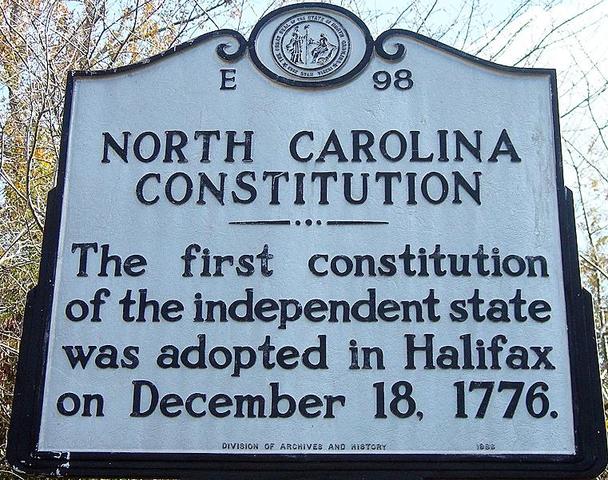 E 98
NORTH CAROLINA
CONSTITUTION
The first constitution
of the independent state
was adopted in Halifax
on December 18, 1776.
DIVISION OF ARCHIVES AND HISTORY